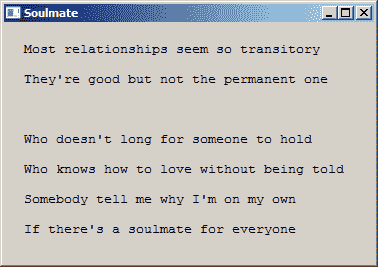 Soulmate
Most relationships seem so transitory
They're good but not the permanent one
Who doesn't long for someone to hold
Who knows how to love without being told
Somebody tell me why I'm on my own
If there's a soulmate for everyone